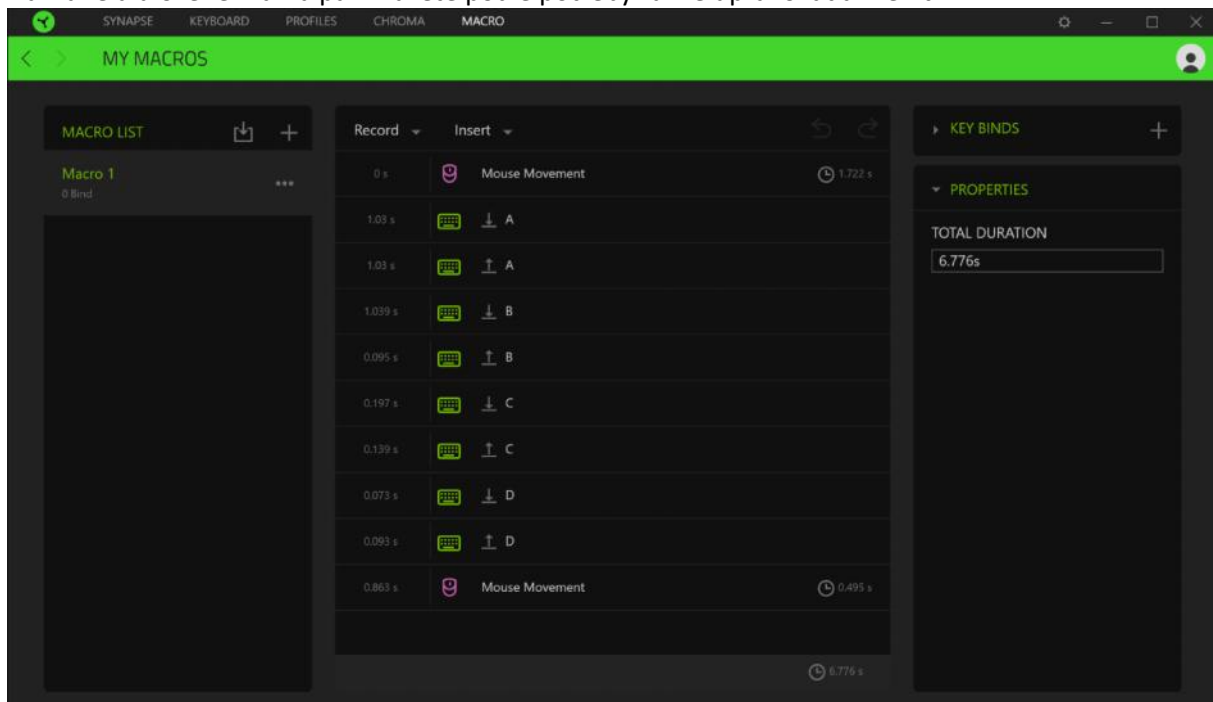 SYNAPSE KEYBOARD PROFILES CHROMA MACRO
MY MACROS
MACRO LIST
Macro 1
0 Bind
Record Insert
0 s Mouse Movement 1.722 s
1.03 s A
1.03 s A
1.039 s B
0.095 s B
0.197 s C
0.139 s C
0.073 s D
0.093 s D
0.863 s Mouse Movement 0.495 s
6.776 s
KEY BINDS
PROPERTIES
TOTAL DURATION
6.776s